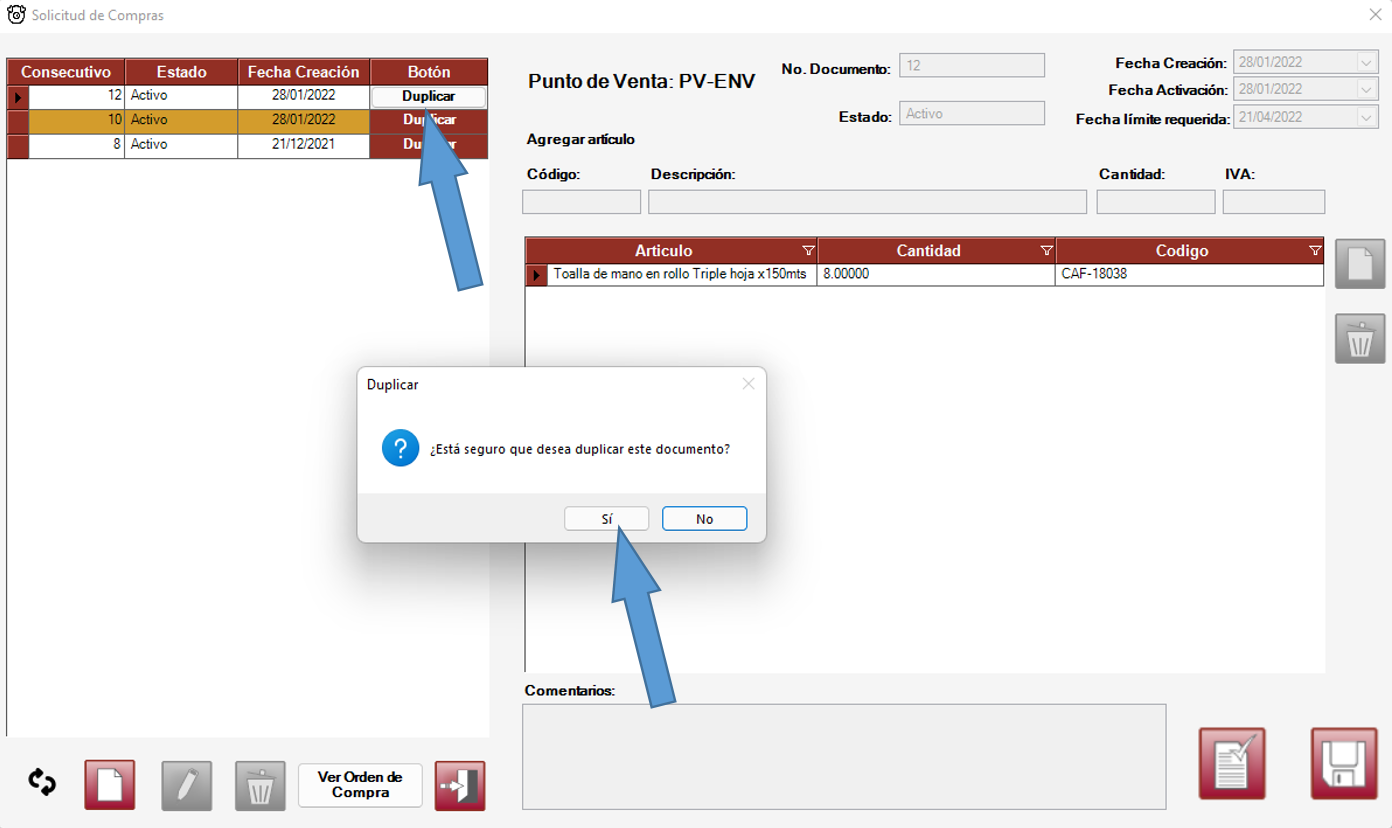 Solicitud de Compras
Consecutivo Estado Fecha Creación Botón
12 Activo 28/01/2022 Duplicar
10 Activo 28/01/2022
8 Activo 21/12/2021
Punto de Venta: PV-ENV
No. Documento: 12
Estado: Activo
Fecha Creación: 28/01/2022
Fecha Activación: 28/01/2022
Fecha límite requerida: 21/04/2022
Agregar artículo
Código: Descripción: Cantidad: IVA:
Articulo Cantidad Codigo
Toalla de mano en rollo Triple hoja x150mts 8.00000 CAF-18038
Duplicar
¿Está seguro que desea duplicar este documento?
Sí No
Comentarios:
Ver Orden de
Compra